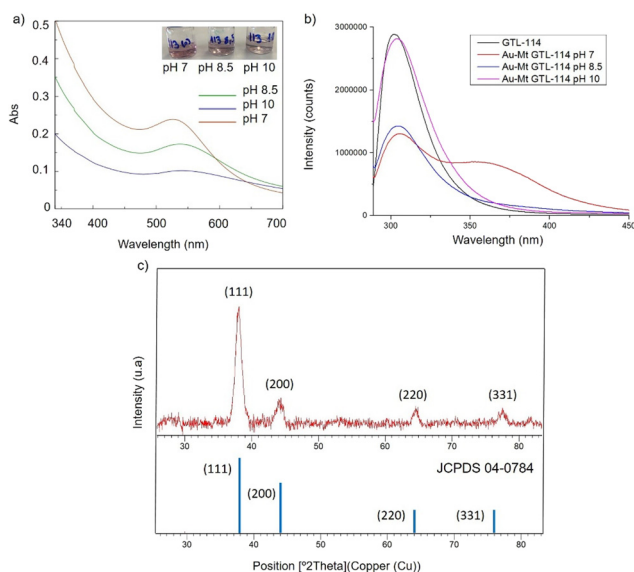 a)
Abs
0.5
0.4
0.3
0.2
0.1
0
340
400
500
600
700
Wavelength (nm)
pH 7
pH 8.5
pH 10
pH 8.5
pH 10
pH 7
b)
Intensity (counts)
3000000
2000000
1000000
0
300
350
400
450
Wavelength (nm)
GTL-114
Au-Mt GTL-114 pH 7
Au-Mt GTL-114 pH 8.5
Au-Mt GTL-114 pH 10
c)
Intensity (u.a)
(111)
(200)
(220)
(331)
30
40
50
60
70
80
JCPDS 04-0784
(111)
(200)
(220)
(331)
30
40
50
60
70
80
Position [°2Theta](Copper (Cu))